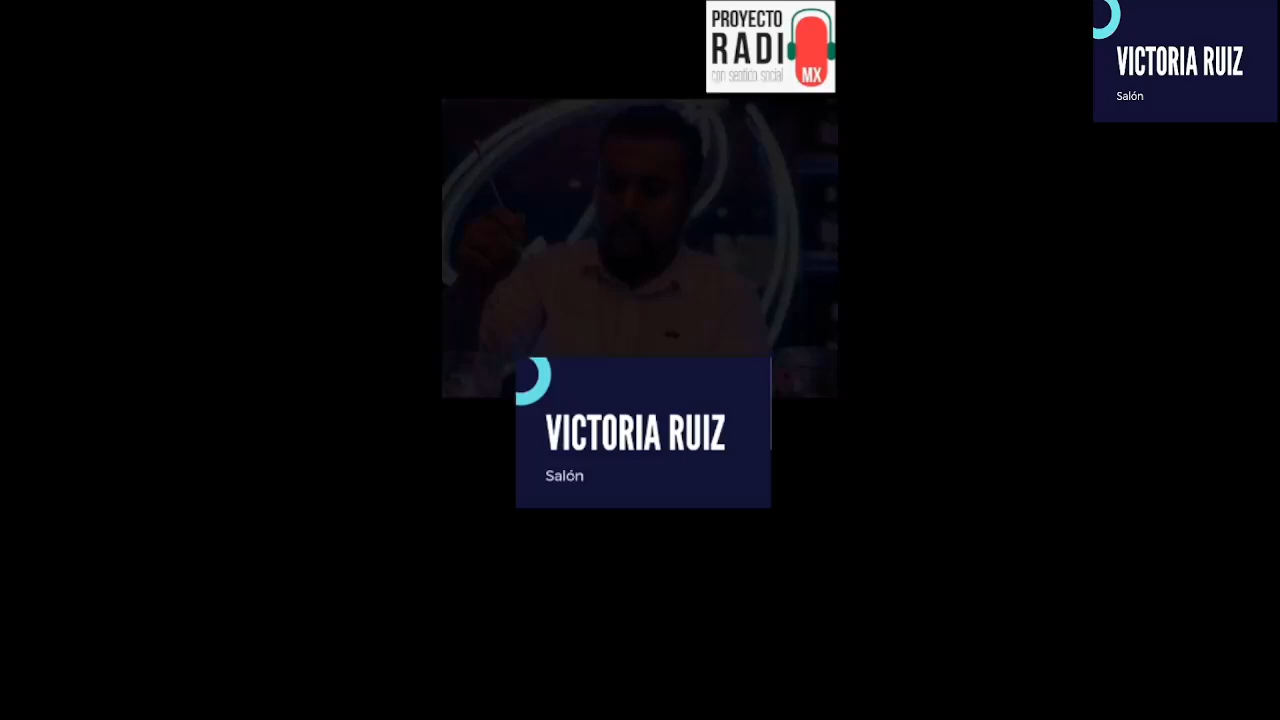 PROYECTO
RADI
con sentido social
MX
VICTORIA RUIZ
Salón
VICTORIA RUIZ
Salón